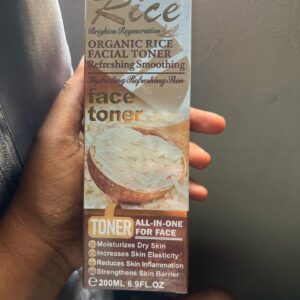 Rice
Brighten Regeneration
ORGANIC RICE
FACIAL TONER
Refreshing Smoothing
Hydrating Refreshing Skin
face
toner
TONER ALL-IN-ONE
FOR FACE
Moisturizes Dry Skin
Increases Skin Elasticity
Reduces Skin Inflammation
Strengthens Skin Barrier
e 200ML 6.9FL.OZ